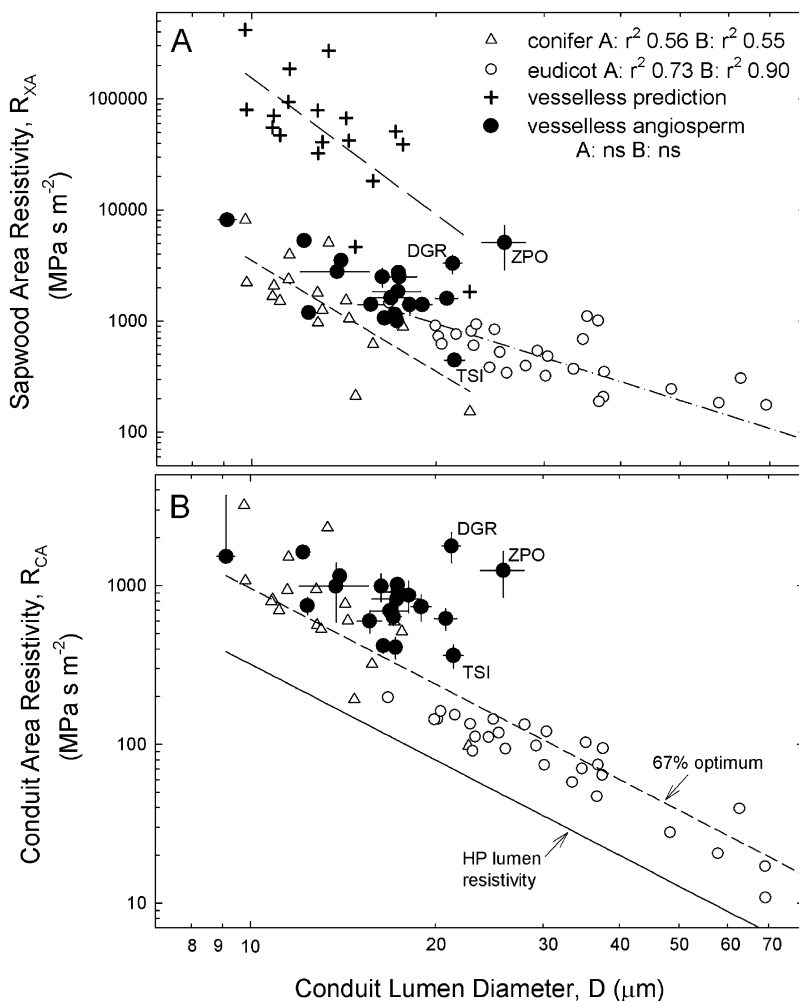 A
conifer A: r² 0.56 B: r² 0.55
eudicot A: r² 0.73 B: r² 0.90
vesselless prediction
vesselless angiosperm
A: ns B: ns
Sapwood Area Resistivity, R_XA
(MPa s m⁻²)
100000
10000
1000
100
DGR
ZPO
TSI
B
Conduit Area Resistivity, R_CA
(MPa s m⁻²)
1000
100
10
DGR
ZPO
TSI
67% optimum
HP lumen
resistivity
8 9 10 20 30 40 50 60 70
Conduit Lumen Diameter, D (μm)